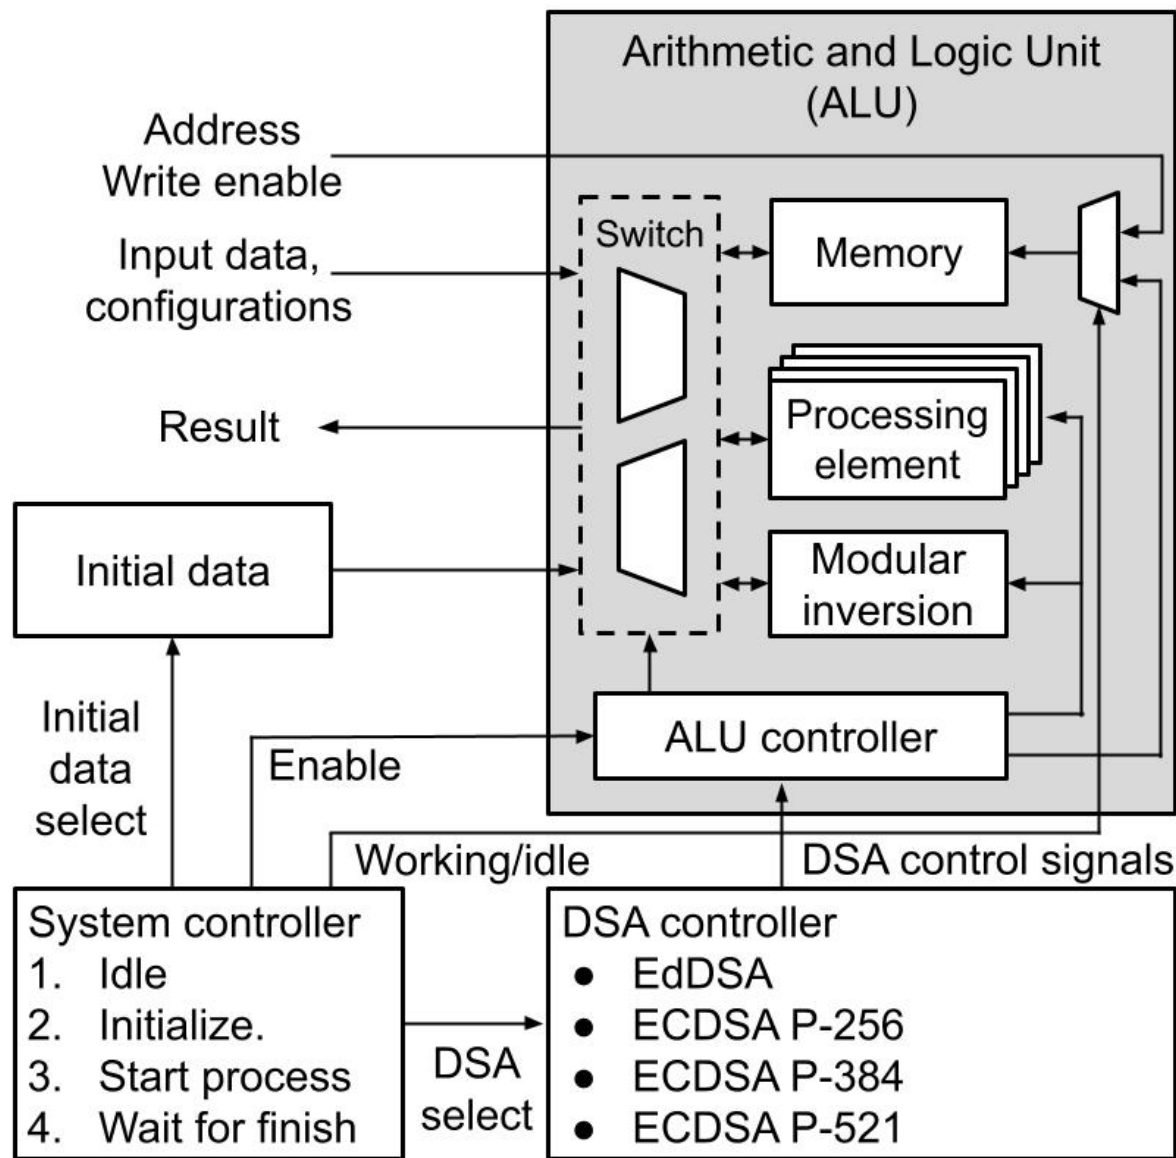 Arithmetic and Logic Unit
(ALU)
Address
Write enable
Input data,
configurations
Switch
Memory
Result
Processing
element
Initial data
Modular
inversion
Initial
data
select
Enable
ALU controller
Working/idle
DSA control signals
System controller
1. Idle
2. Initialize.
3. Start process
4. Wait for finish
DSA
select
DSA controller
● EdDSA
● ECDSA P-256
● ECDSA P-384
● ECDSA P-521